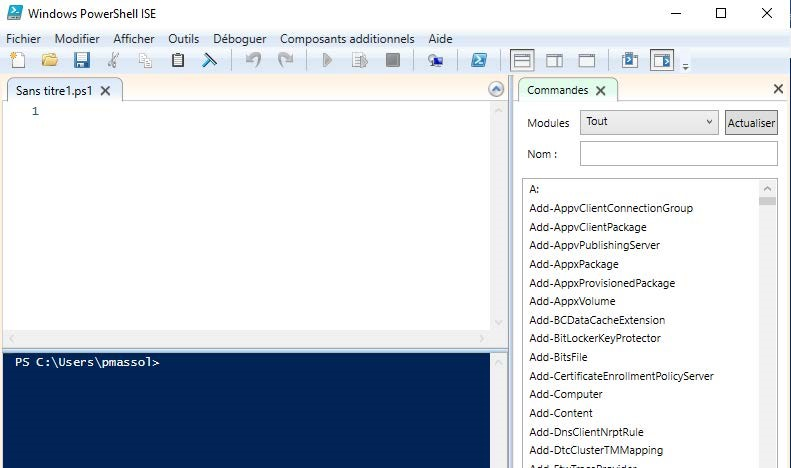 Windows PowerShell ISE
Fichier Modifier Afficher Outils Déboguer Composants additionnels Aide
Sans titre1.ps1
1
PS C:\Users\pmassol>
Commandes
Modules Tout Actualiser
Nom :
A:
Add-AppvClientConnectionGroup
Add-AppvClientPackage
Add-AppvPublishingServer
Add-AppxPackage
Add-AppxProvisionedPackage
Add-AppxVolume
Add-BCDataCacheExtension
Add-BitLockerKeyProtector
Add-BitsFile
Add-CertificateEnrollmentPolicyServer
Add-Computer
Add-Content
Add-DnsClientNrptRule
Add-DtcClusterTMMapping
Add-EtwTraceProvider